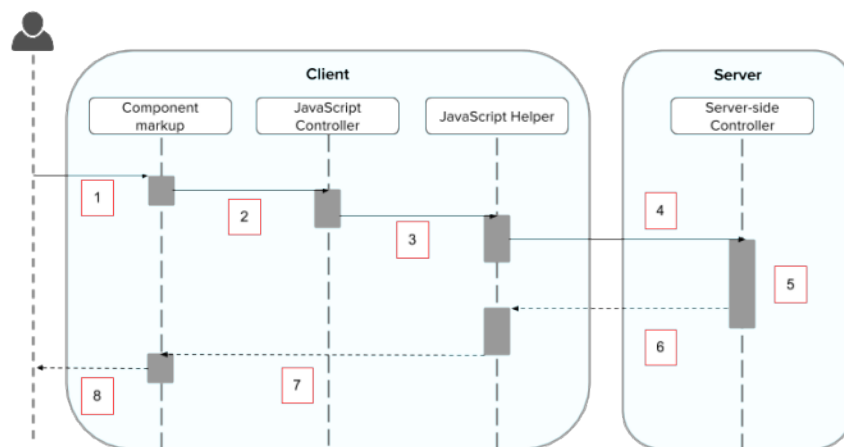 Client
Server
Component
markup
JavaScript
Controller
JavaScript Helper
Server-side
Controller
1
2
3
4
5
6
7
8